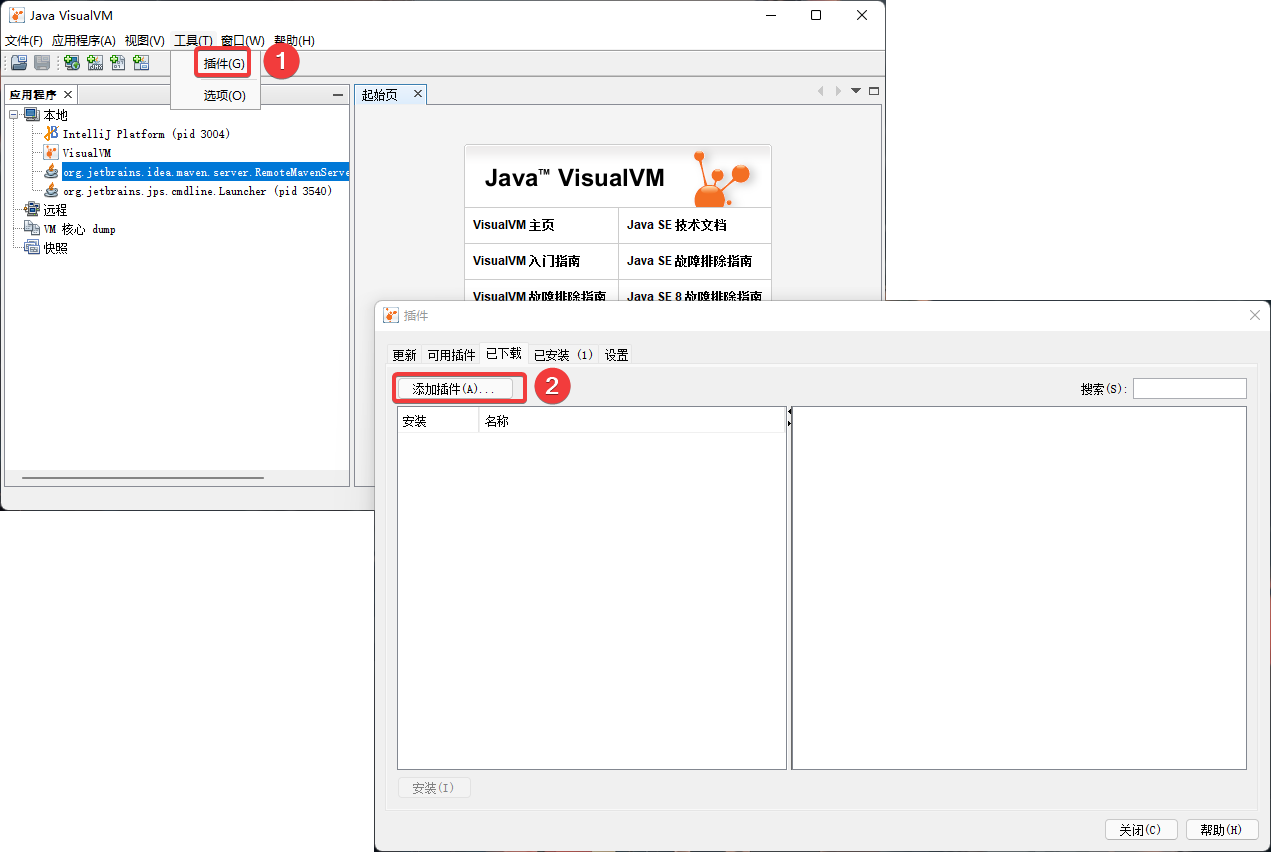 Java VisualVM
文件(F) 应用程序(A) 视图(V) 工具(T) 窗口(W) 帮助(H)
插件(G)
1
选项(O)
应用程序
起始页
本地
IntelliJ Platform (pid 3004)
VisualVM
org.jetbrains.idea.maven.server.RemoteMavenServe
org.jetbrains.jps.cmdline.Launcher (pid 3540)
远程
VM 核心 dump
快照
Java™ VisualVM
VisualVM 主页 Java SE 技术文档
VisualVM 入门指南 Java SE 故障排除指南
VisualVM 故障排除指南 Java SE 8 故障排除指南
插件
更新 可用插件 已下载 已安装 (1) 设置
添加插件(A)...
2
搜索(S):
安装 名称
安装(I)
关闭(C) 帮助(H)